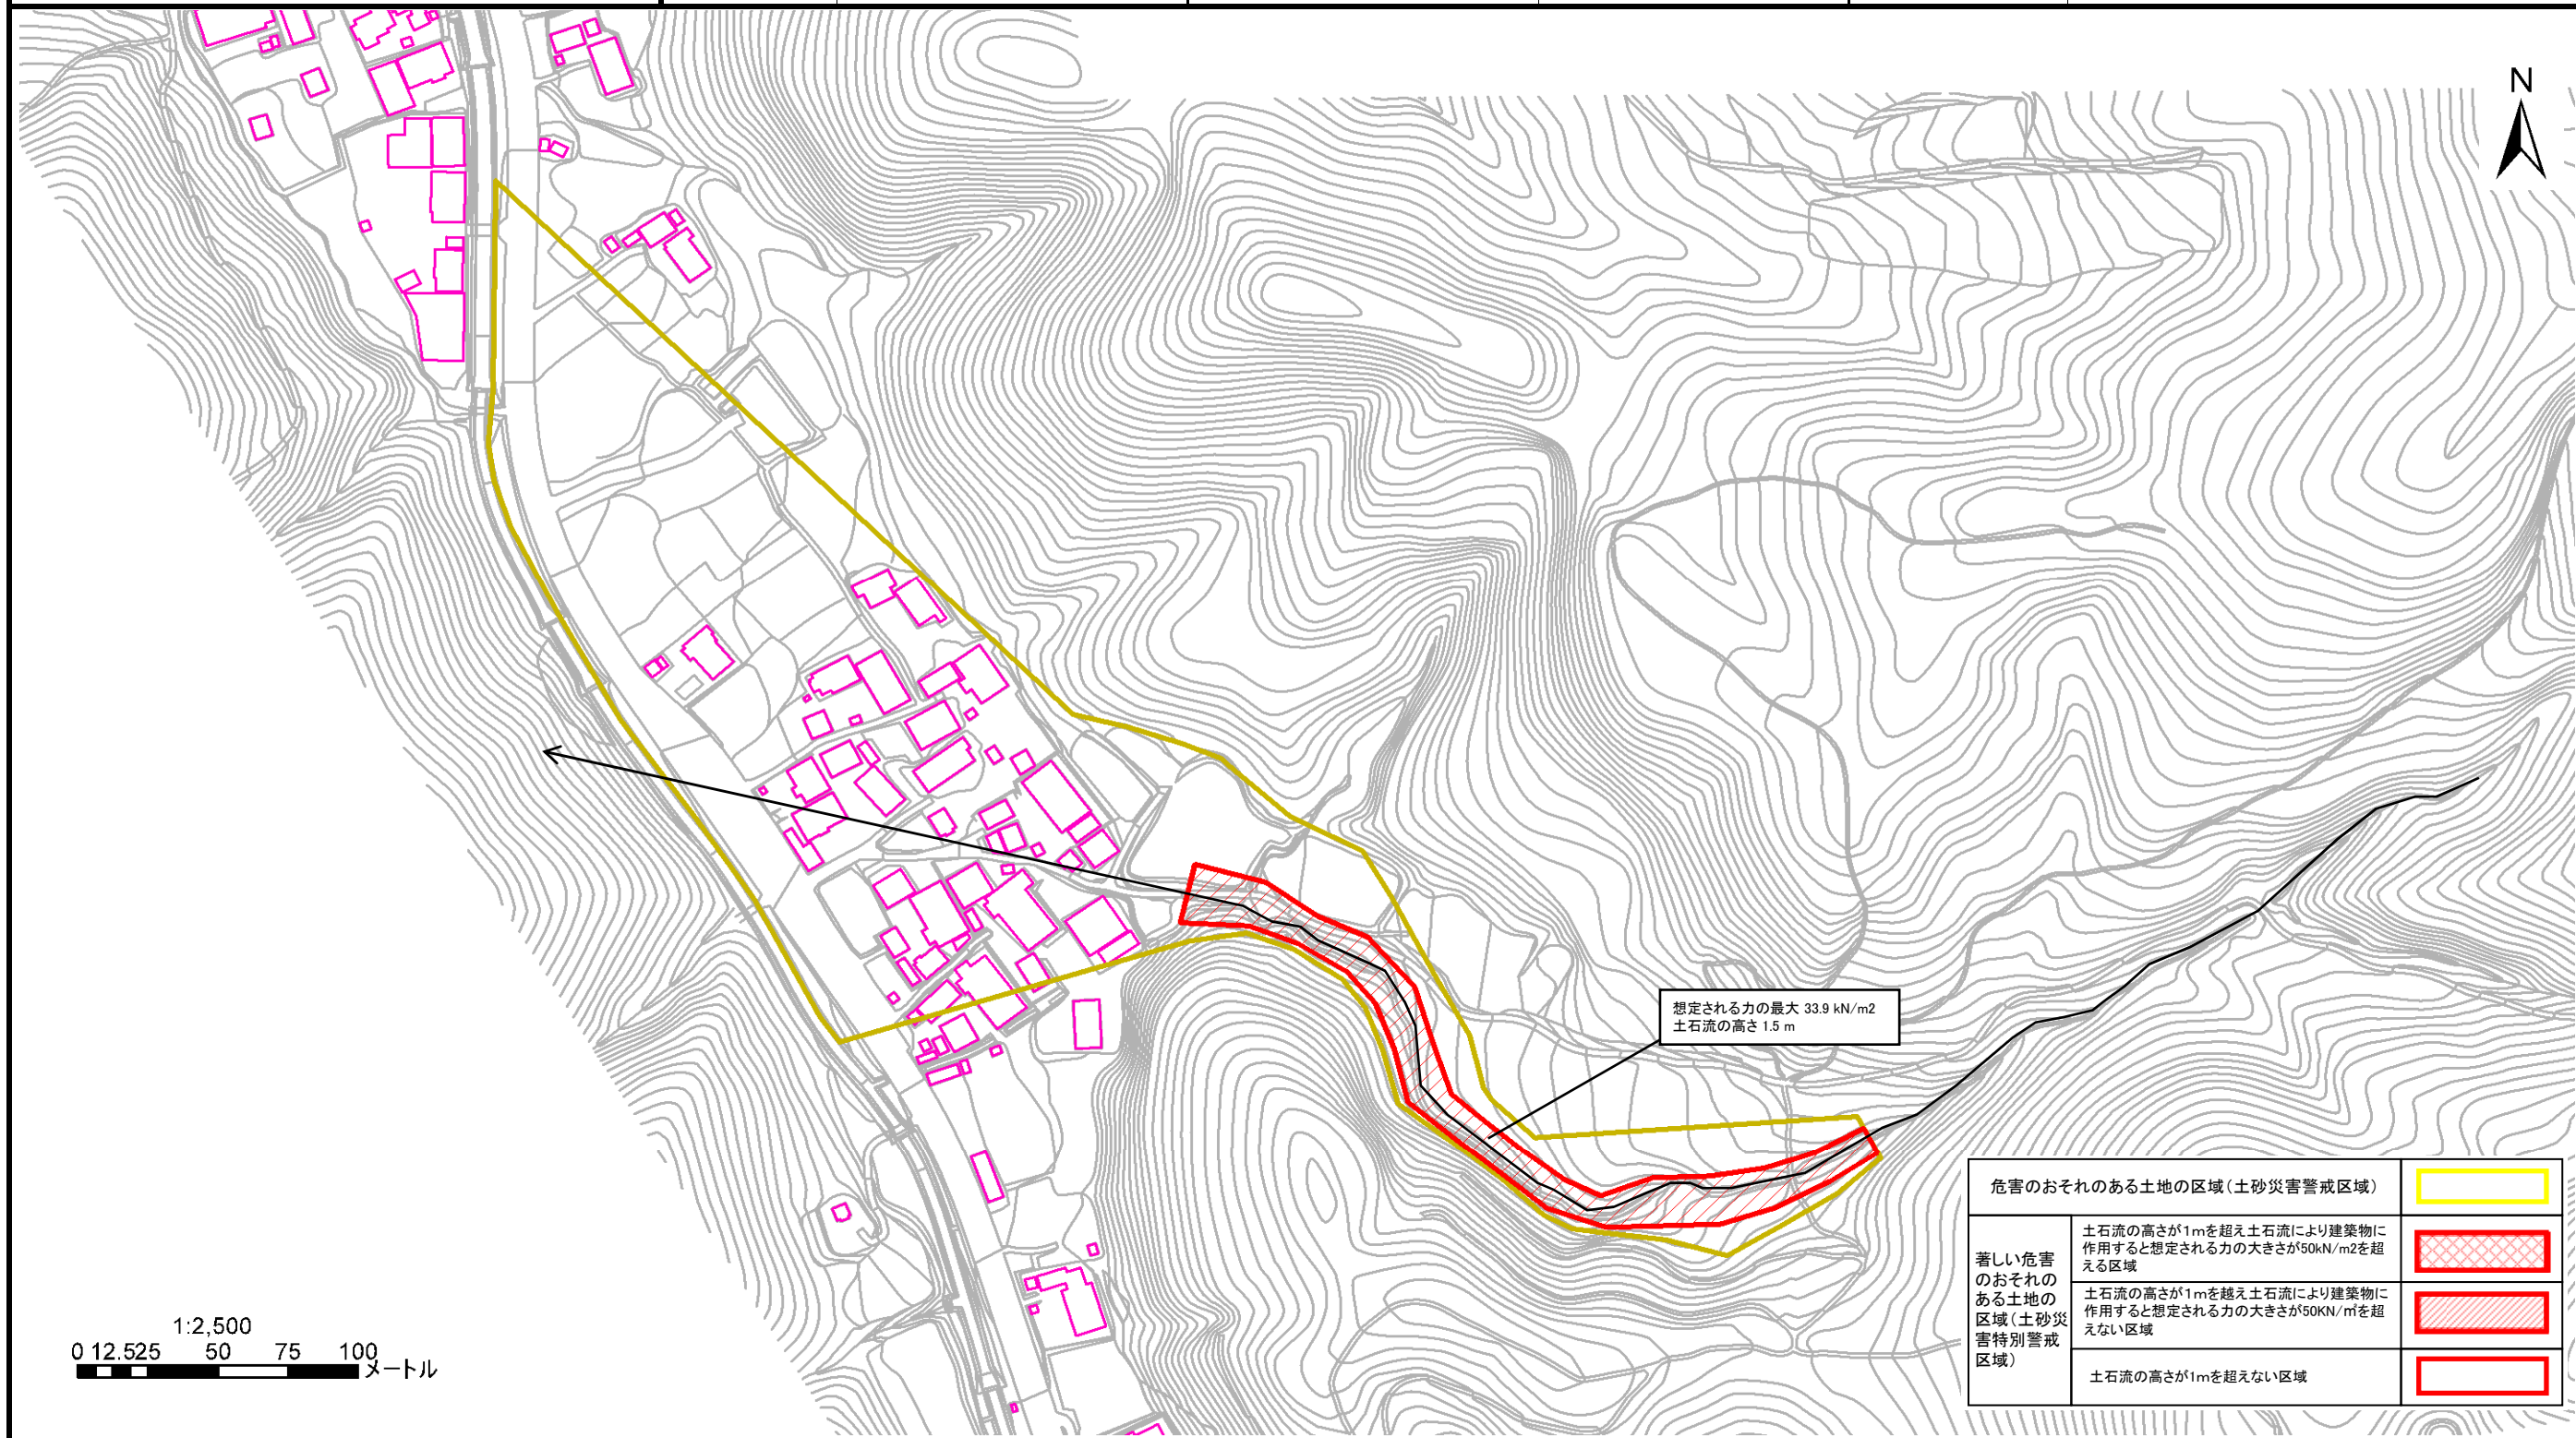 N
想定される力の最大 33.9 kN/m2
土石流の高さ 1.5 m
危害のおそれのある土地の区域(土砂災害警戒区域)
著しい危害
のおそれの
ある土地の
区域(土砂災
害特別警戒
区域)
土石流の高さが1mを超え土石流により建築物に
作用すると想定される力の大きさが50kN/m2を超
える区域
土石流の高さが1mを越え土石流により建築物に
作用すると想定される力の大きさが50KN/㎡を超
えない区域
土石流の高さが1mを超えない区域
1:2,500
0 12.525 50 75 100
メートル